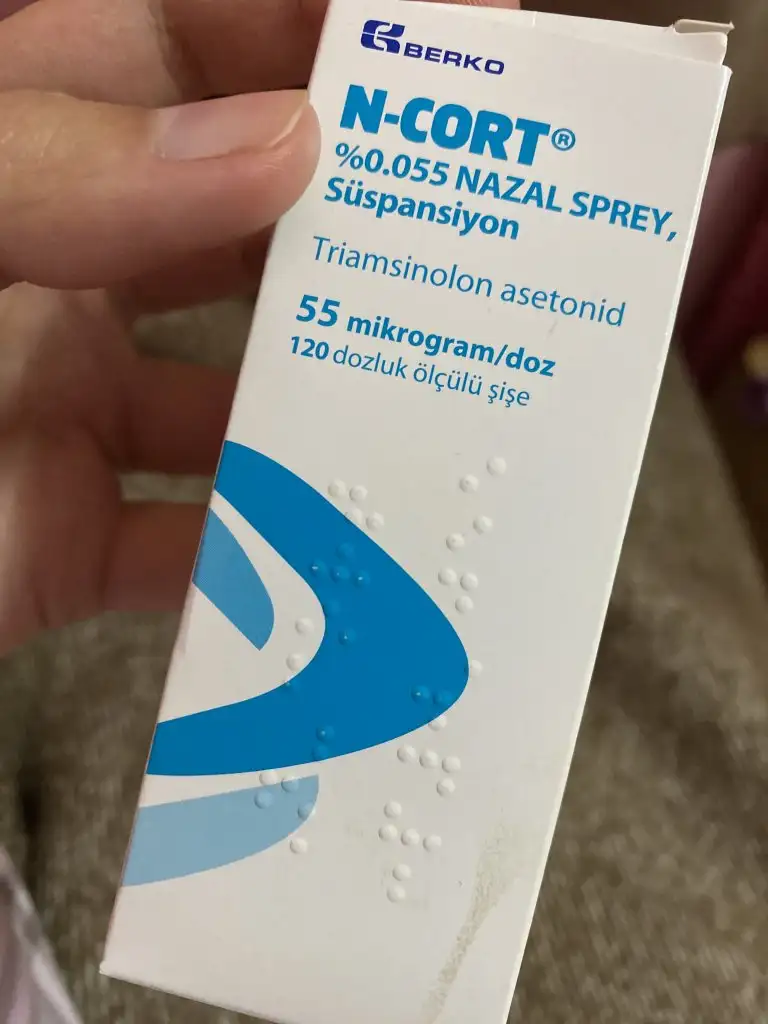 BERKO
N-CORT®
%0.055 NAZAL SPREY,
Süspansiyon
Triamsinolon asetonid
55 mikrogram/doz
120 dozluk ölçülü şişe